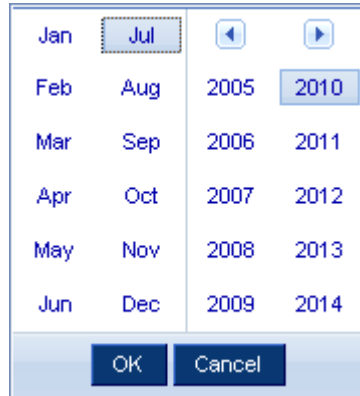 Jan Jul
Feb Aug 2005 2010
Mar Sep 2006 2011
Apr Oct 2007 2012
May Nov 2008 2013
Jun Dec 2009 2014
OK Cancel